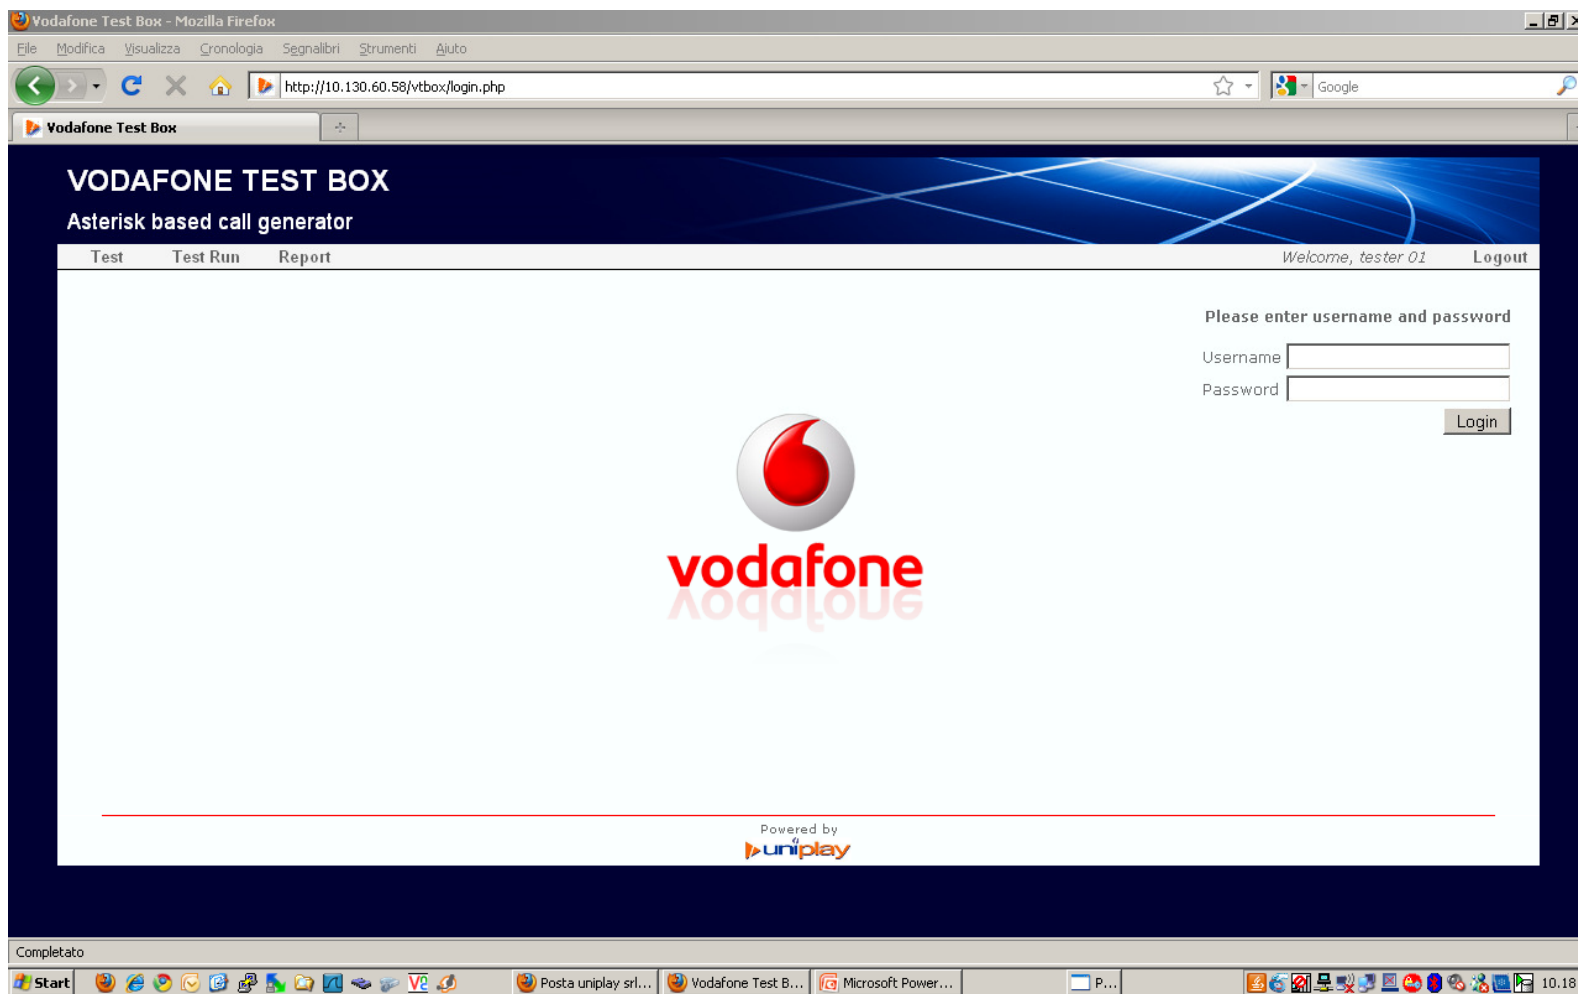 Vodafone Test Box - Mozilla Firefox
File Modifica Visualizza Cronologia Segnalibri Strumenti Aiuto
http://10.130.60.58/vtbox/login.php
Google
Vodafone Test Box
VODAFONE TEST BOX
Asterisk based call generator
Test Test Run Report Welcome, tester 01 Logout
Please enter username and password
Username
Password
Login
vodafone
Powered by
uniplay
Completato
Start Posta uniplay srl... Vodafone Test B... Microsoft Power... P... 10.18